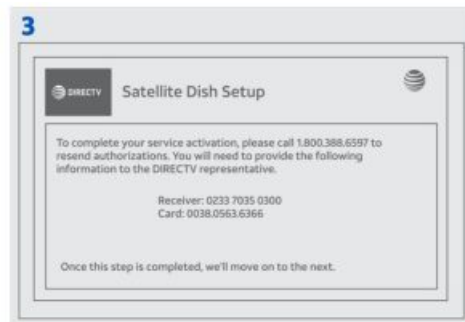 3
DIRECTV
Satellite Dish Setup
To complete your service activation, please call 1.800.388.6597 to
resend authorizations. You will need to provide the following
information to the DIRECTV representative.
Receiver: 0233 7035 0300
Card: 0038.0563.6366
Once this step is completed, we'll move on to the next.